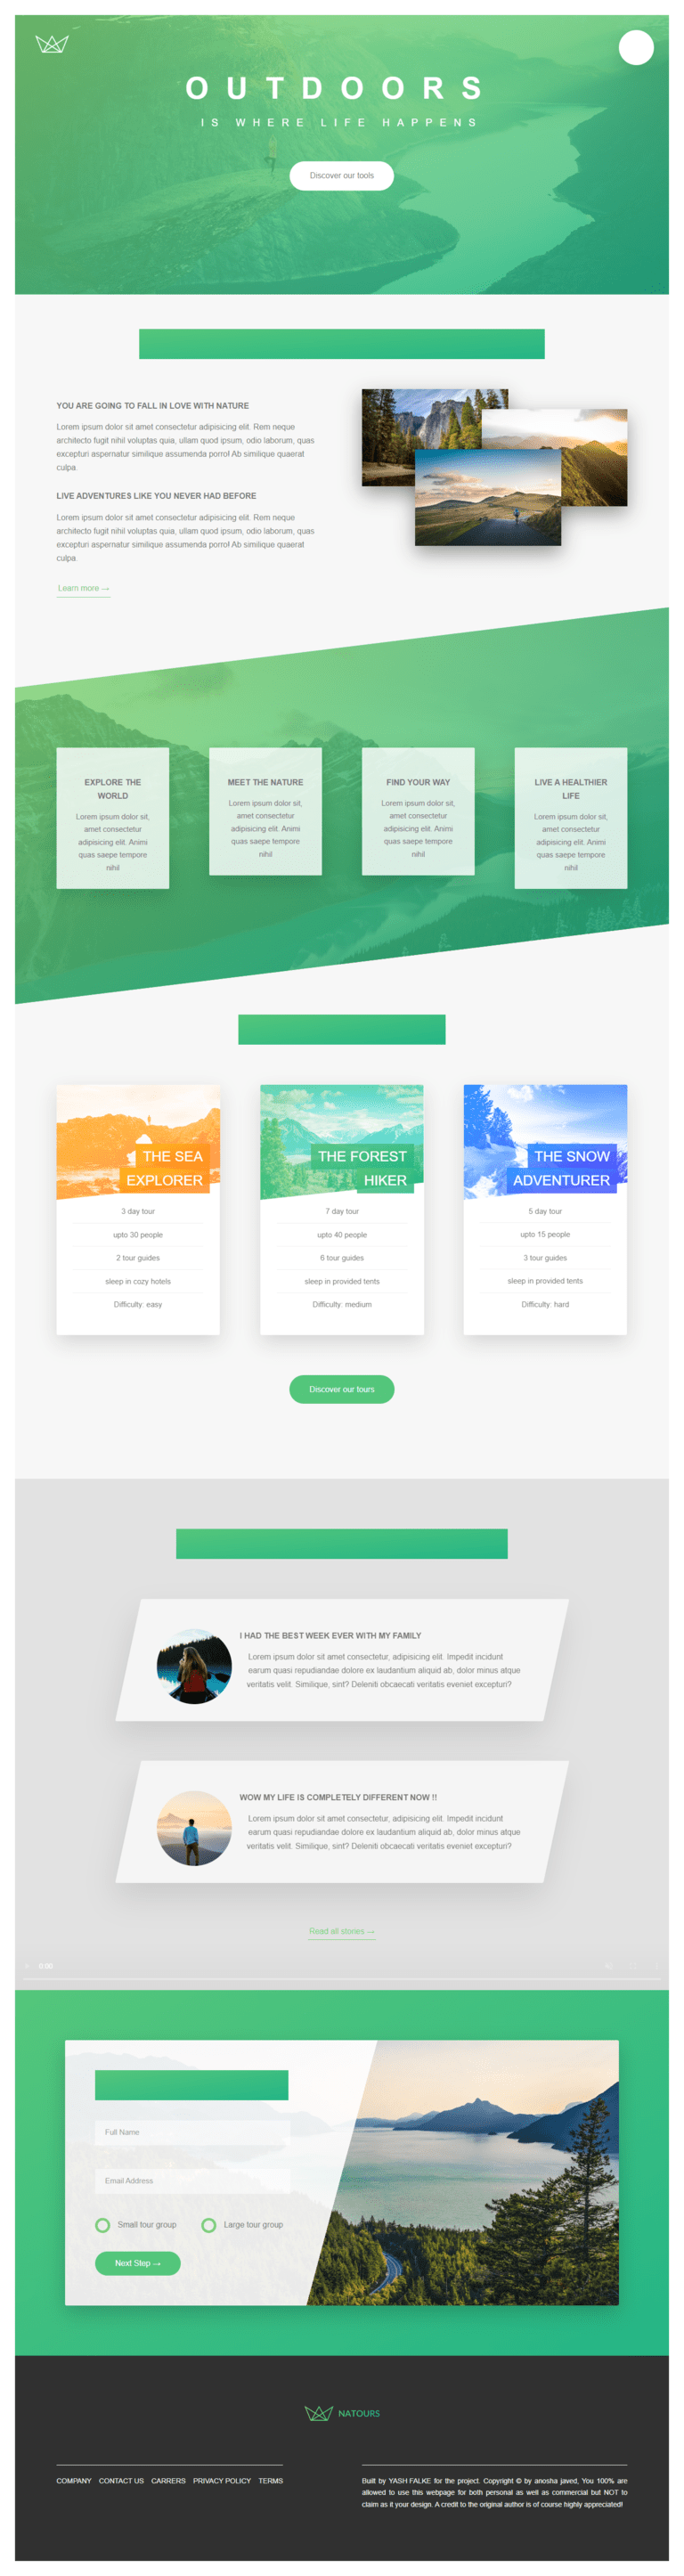 OUTDOORS
IS WHERE LIFE HAPPENS
Discover our tools
YOU ARE GOING TO FALL IN LOVE WITH NATURE
Lorem ipsum dolor sit amet consectetur adipisicing elit. Rem neque
architecto fugit nihil voluptas quia, ullam quod ipsum, odio laborum, quas
excepturi aspernatur similique assumenda porro! Ab similique quaerat
culpa.
LIVE ADVENTURES LIKE YOU NEVER HAD BEFORE
Lorem ipsum dolor sit amet consectetur adipisicing elit. Rem neque
architecto fugit nihil voluptas quia, ullam quod ipsum, odio laborum, quas
excepturi aspernatur similique assumenda porro! Ab similique quaerat
culpa.
Learn more →
EXPLORE THE
WORLD
Lorem ipsum dolor sit,
amet consectetur
adipisicing elit. Animi
quas saepe tempore
nihil
MEET THE NATURE
Lorem ipsum dolor sit,
amet consectetur
adipisicing elit. Animi
quas saepe tempore
nihil
FIND YOUR WAY
Lorem ipsum dolor sit,
amet consectetur
adipisicing elit. Animi
quas saepe tempore
nihil
LIVE A HEALTHIER
LIFE
Lorem ipsum dolor sit,
amet consectetur
adipisicing elit. Animi
quas saepe tempore
nihil
THE SEA
EXPLORER
3 day tour
upto 30 people
2 tour guides
sleep in cozy hotels
Difficulty: easy
THE FOREST
HIKER
7 day tour
upto 40 people
6 tour guides
sleep in provided tents
Difficulty: medium
THE SNOW
ADVENTURER
5 day tour
upto 15 people
3 tour guides
sleep in provided tents
Difficulty: hard
Discover our tours
I HAD THE BEST WEEK EVER WITH MY FAMILY
Lorem ipsum dolor sit amet consectetur, adipisicing elit. Impedit incidunt
earum quasi repudiandae dolore ex laudantium aliquid ab, dolor minus atque
veritatis velit. Similique, sint? Deleniti obcaecati veritatis eveniet excepturi?
WOW MY LIFE IS COMPLETELY DIFFERENT NOW !!
Lorem ipsum dolor sit amet consectetur, adipisicing elit. Impedit incidunt
earum quasi repudiandae dolore ex laudantium aliquid ab, dolor minus atque
veritatis velit. Similique, sint? Deleniti obcaecati veritatis eveniet excepturi?
Read all stories →
0:00
Full Name
Email Address
Small tour group
Large tour group
Next Step →
NATOURS
COMPANY CONTACT US CARRERS PRIVACY POLICY TERMS
Built by YASH FALKE for the project. Copyright © by anosha javed, You 100% are
allowed to use this webpage for both personal as well as commercial but NOT to
claim as it your design. A credit to the original author is of course highly appreciated!